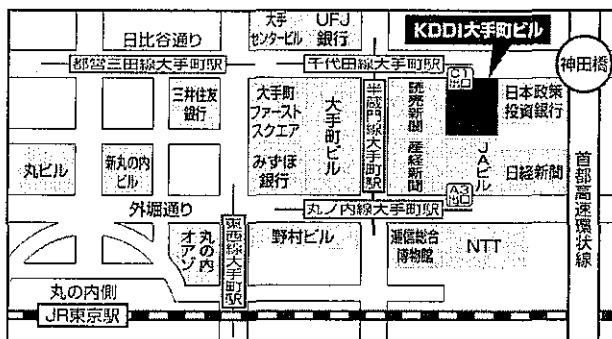 大手
センタービル
UFJ
銀行
KDDI大手町ビル
日比谷通り
都営三田線大手町駅
千代田線大手町駅
C1
出口
神田橋
三井住友
銀行
大手町
ファースト
スクエア
大手町ビル
半蔵門線大手町駅
読売新聞
日本政策
投資銀行
丸ビル
新丸の内
ビル
みずほ
銀行
産経新聞
JAビル
日経新聞
首都高速環状線
A3
出口
外堀通り
丸ノ内線大手町駅
東西線大手町駅
丸の内
オアゾ
野村ビル
逓信総合
博物館
NTT
丸の内側
JR東京駅